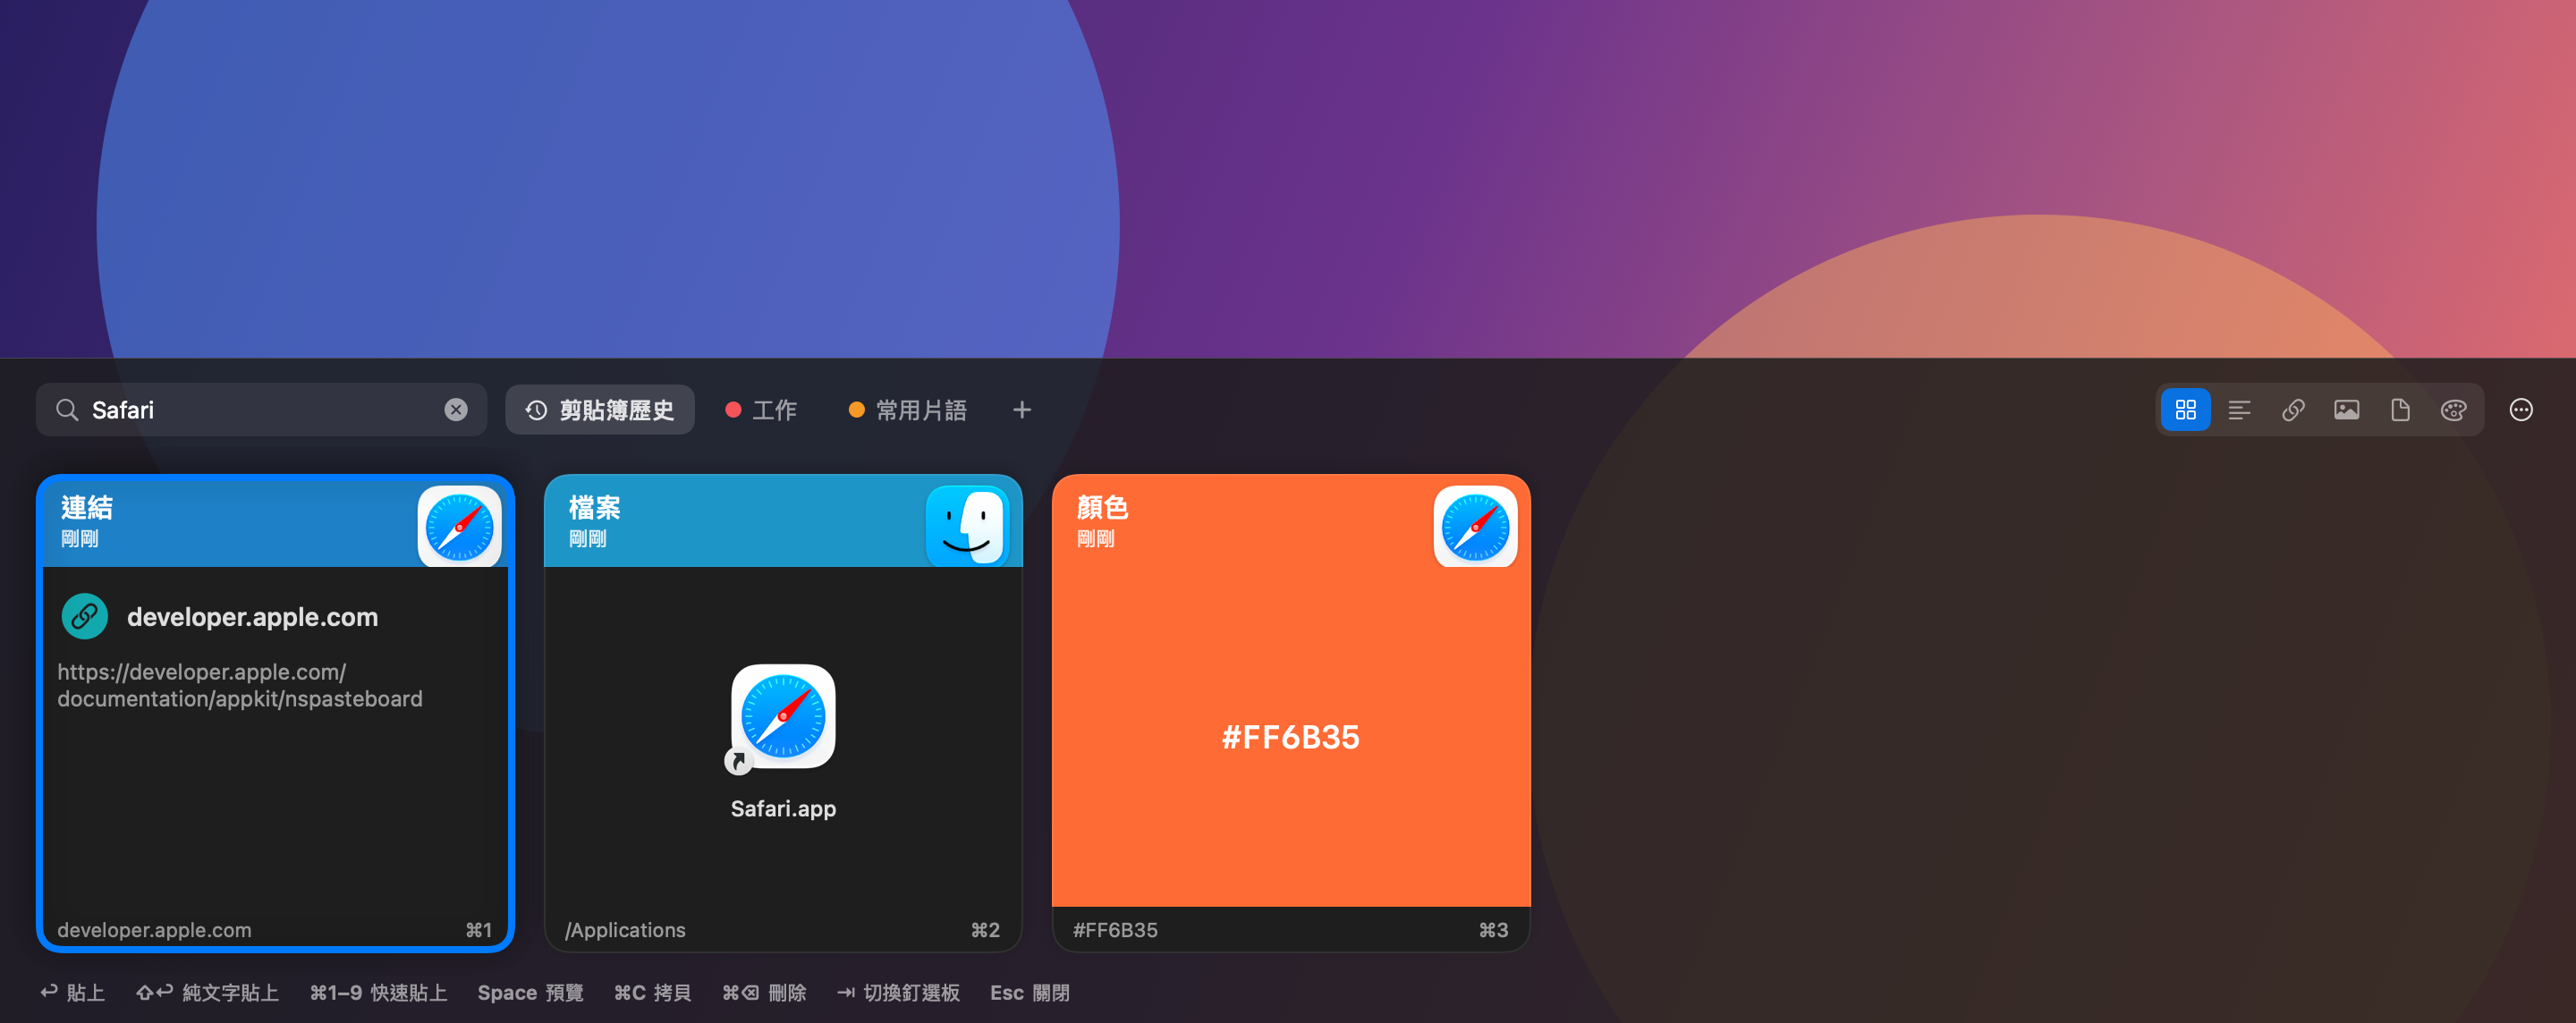 Safari
剪貼簿歷史
工作
常用片語
連結
剛剛
developer.apple.com
https://developer.apple.com/
documentation/appkit/nspasteboard
developer.apple.com ⌘1
檔案
剛剛
Safari.app
/Applications ⌘2
顏色
剛剛
#FF6B35
#FF6B35 ⌘3
↩ 貼上 ⇧↩ 純文字貼上 ⌘1–9 快速貼上 Space 預覽 ⌘C 拷貝 ⌘⌫ 刪除 ⇥ 切換釘選板 Esc 關閉